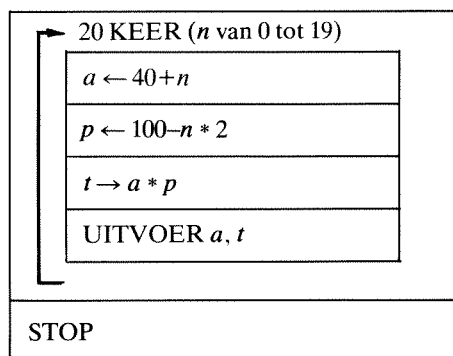 20 KEER (n van 0 tot 19)
a ← 40+n
p ← 100–n * 2
t → a * p
UITVOER a, t
STOP